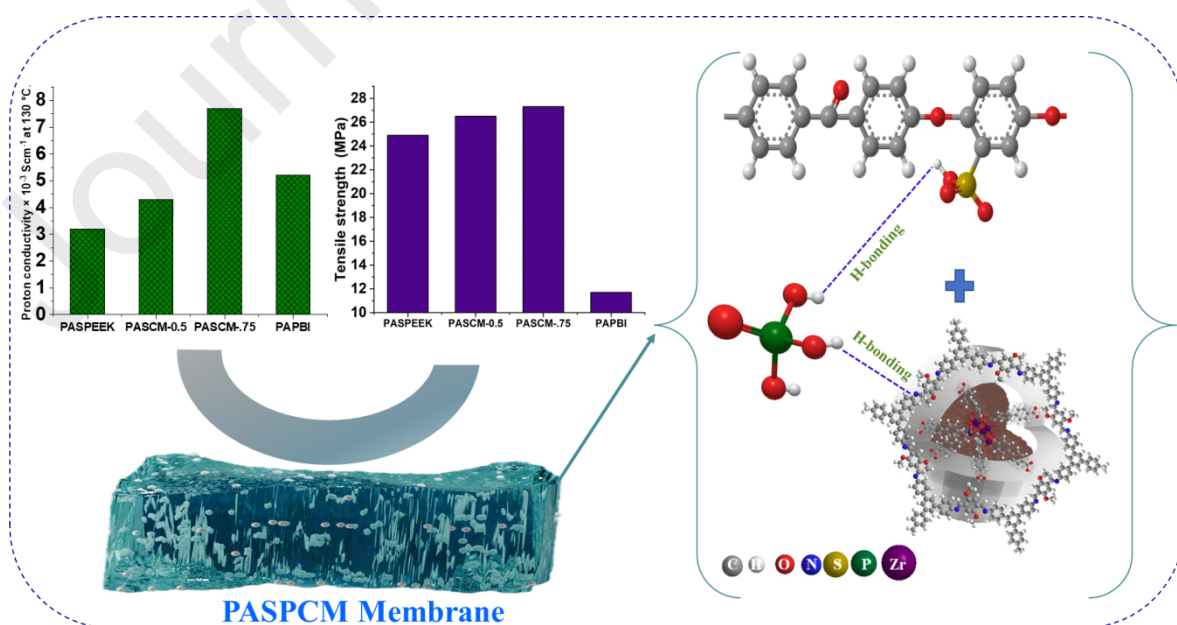 Journ
Proton conductivity × 10⁻³ Scm⁻¹ at 130 °C.
8
7
6
5
4
3
2
1
0
PASPEEK PASCM-0.5 PASCM-.75 PAPBI
Tensile strength (MPa)
28
26
24
22
20
18
16
14
12
10
PASPEEK PASCM-0.5 PASCM-.75 PAPBI
H-bonding
H-bonding
C H O N S P Zr
PASPCM Membrane